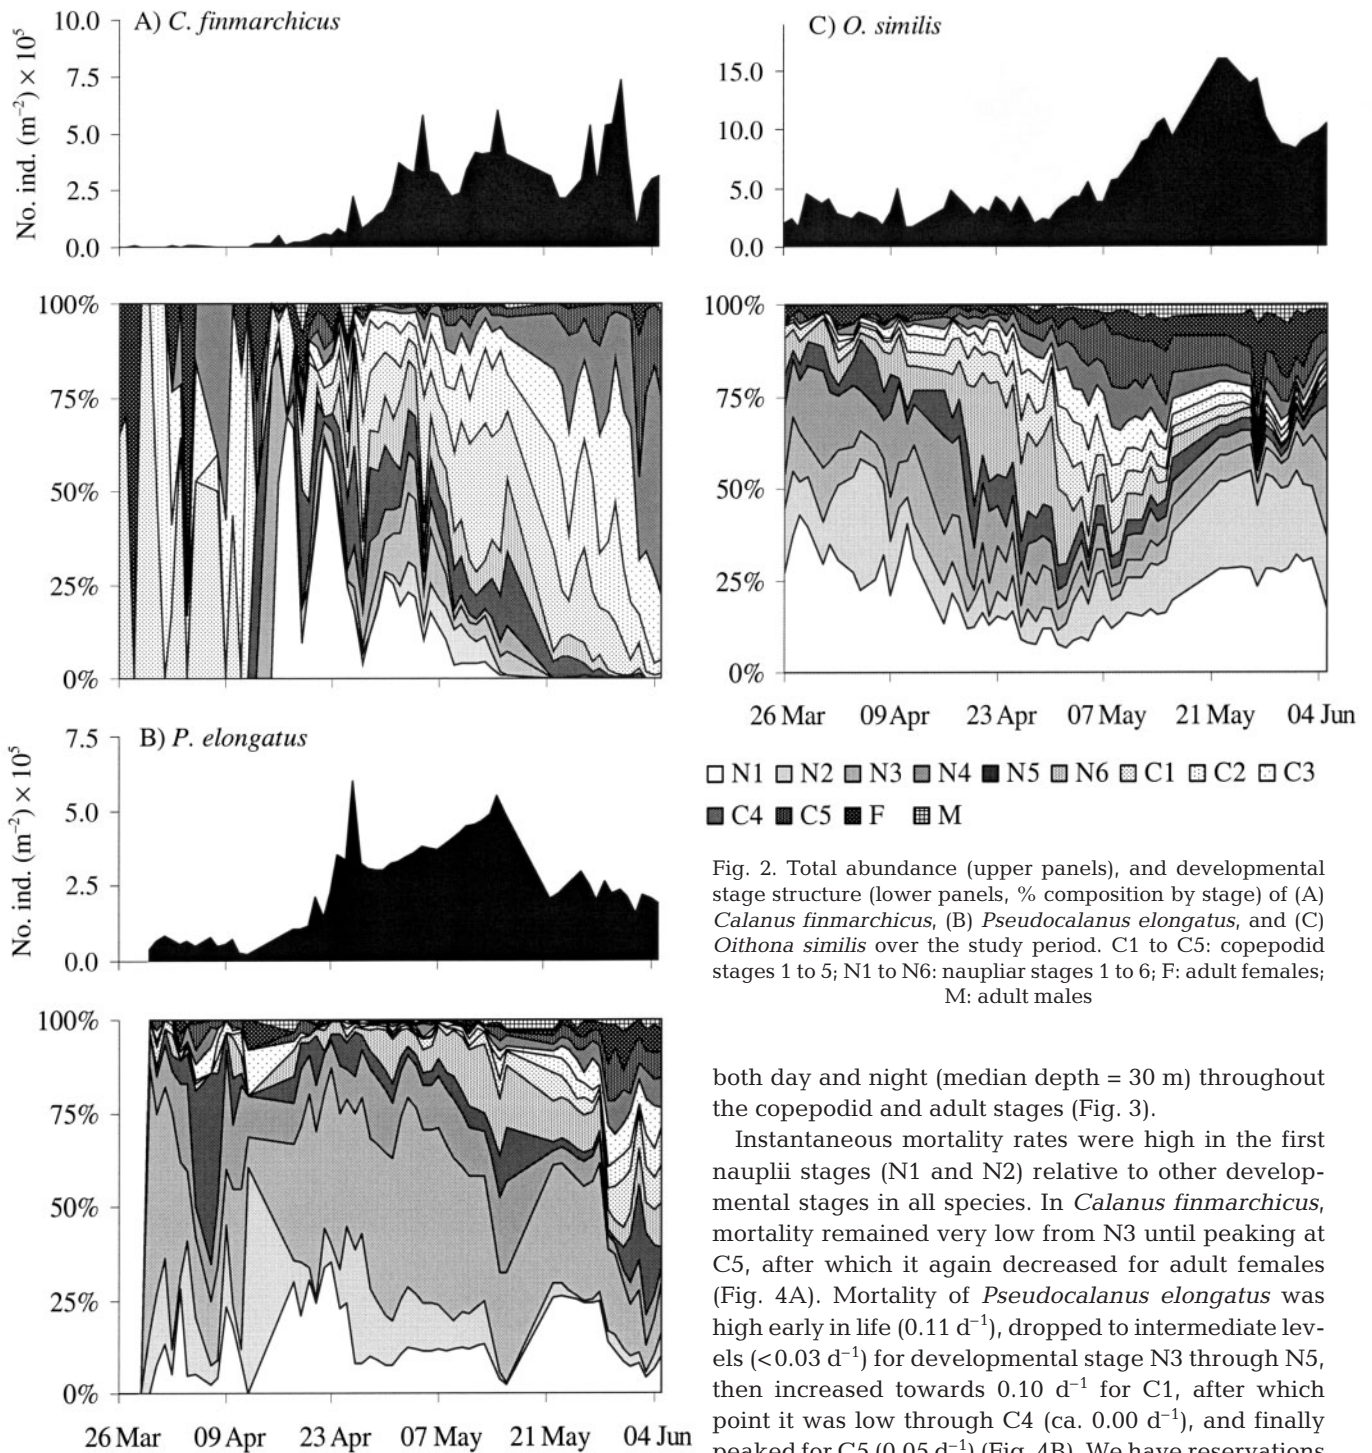 A) C. finmarchicus
No. ind. (m⁻²) × 10⁵
10.0
7.5
5.0
2.5
0.0
100%
75%
50%
25%
0%
B) P. elongatus
No. ind. (m⁻²) × 10⁵
7.5
5.0
2.5
0.0
100%
75%
50%
25%
0%
26 Mar 09 Apr 23 Apr 07 May 21 May 04 Jun
C) O. similis
15.0
10.0
5.0
0.0
100%
75%
50%
25%
0%
26 Mar 09 Apr 23 Apr 07 May 21 May 04 Jun
N1 N2 N3 N4 N5 N6 C1 C2 C3
C4 C5 F M
Fig. 2. Total abundance (upper panels), and developmental
stage structure (lower panels, % composition by stage) of (A)
Calanus finmarchicus, (B) Pseudocalanus elongatus, and (C)
Oithona similis over the study period. C1 to C5: copepodid
stages 1 to 5; N1 to N6: naupliar stages 1 to 6; F: adult females;
M: adult males
both day and night (median depth = 30 m) throughout
the copepodid and adult stages (Fig. 3).
Instantaneous mortality rates were high in the first
nauplii stages (N1 and N2) relative to other develop-
mental stages in all species. In Calanus finmarchicus,
mortality remained very low from N3 until peaking at
C5, after which it again decreased for adult females
(Fig. 4A). Mortality of Pseudocalanus elongatus was
high early in life (0.11 d⁻¹), dropped to intermediate lev-
els (<0.03 d⁻¹) for developmental stage N3 through N5,
then increased towards 0.10 d⁻¹ for C1, after which
point it was low through C4 (ca. 0.00 d⁻¹), and finally
peaked for C5 (0.05 d⁻¹) (Fig. 4B). We have reservations